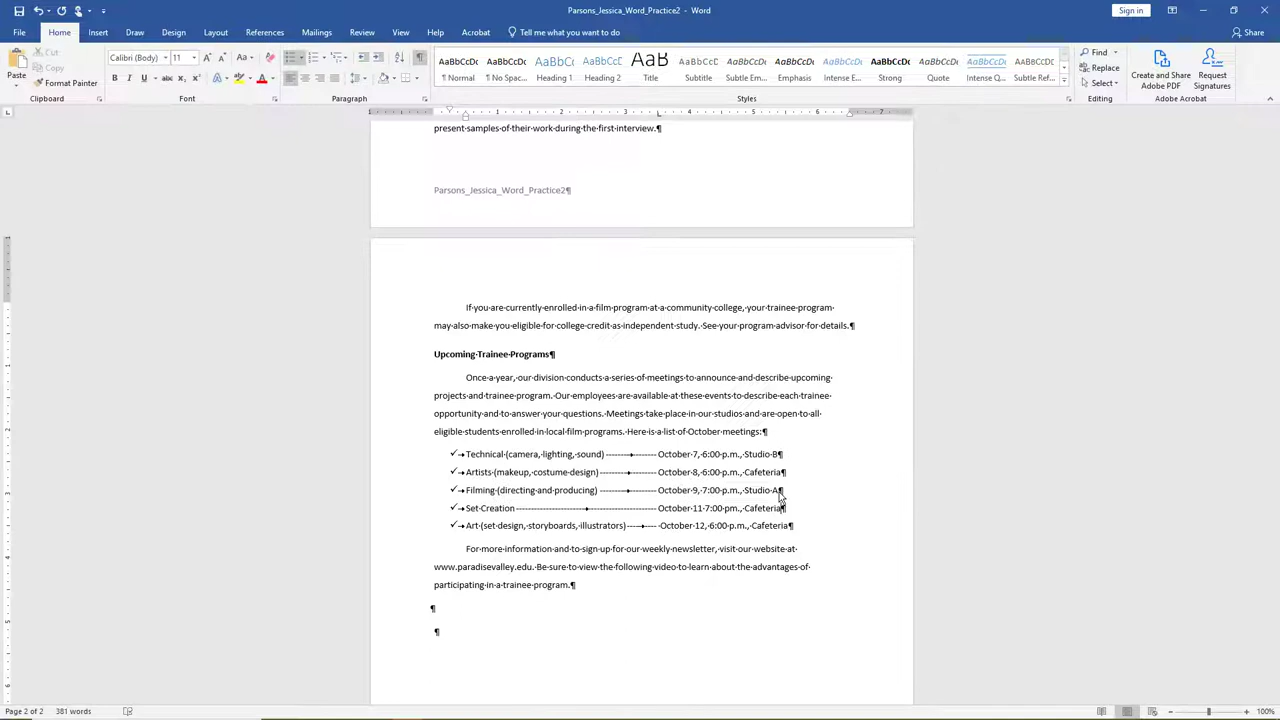 Parsons_Jessica_Word_Practice2 - Word
Sign in
File Home Insert Draw Design Layout References Mailings Review View Help Acrobat Tell me what you want to do Share
Paste
Cut
Copy
Format Painter
Calibri (Body) 11
AaBbCcDc AaBbCcDc AaBbCc AaBbCcC AaB AaBbCcD AaBbCcDt AaBbCcDt AaBbCcDt AaBbCcDc AaBbCcDt AaBbCcDt AaBbCcDt
¶ Normal ¶ No Spac... Heading 1 Heading 2 Title Subtitle Subtle Em... Emphasis Intense E... Strong Quote Intense Q... Subtle Ref...
Find
Replace
Select
Create and Share Adobe PDF
Request Signatures
Clipboard Font Paragraph Styles Editing Adobe Acrobat
present·samples·of·their·work·during·the·first·interview.¶
Parsons_Jessica_Word_Practice2¶
If·you·are·currently·enrolled·in·a·film·program·at·a·community·college,·your·trainee·program·
may·also·make·you·eligible·for·college·credit·as·independent·study.·See·your·program·advisor·for·details.¶
Upcoming·Trainee·Programs¶
Once·a·year,·our·division·conducts·a·series·of·meetings·to·announce·and·describe·upcoming·
projects·and·trainee·program.·Our·employees·are·available·at·these·events·to·describe·each·trainee·
opportunity·and·to·answer·your·questions.·Meetings·take·place·in·our·studios·and·are·open·to·all·
eligible·students·enrolled·in·local·film·programs.·Here·is·a·list·of·October·meetings:¶
Technical·(camera,·lighting,·sound) October·7,·6:00·p.m.,·Studio·B¶
Artists·(makeup,·costume·design) October·8,·6:00·p.m.,·Cafeteria¶
Filming·(directing·and·producing) October·9,·7:00·p.m.,·Studio·A¶
Set·Creation October·11·7:00·pm.,·Cafeteria¶
Art·(set·design,·storyboards,·illustrators) ·October·12,·6:00·p.m.,·Cafeteria¶
For·more·information·and·to·sign·up·for·our·weekly·newsletter,·visit·our·website·at·
www.paradisevalley.edu.·Be·sure·to·view·the·following·video·to·learn·about·the·advantages·of·
participating·in·a·trainee·program.¶
¶
¶
Page 2 of 2 381 words 100%